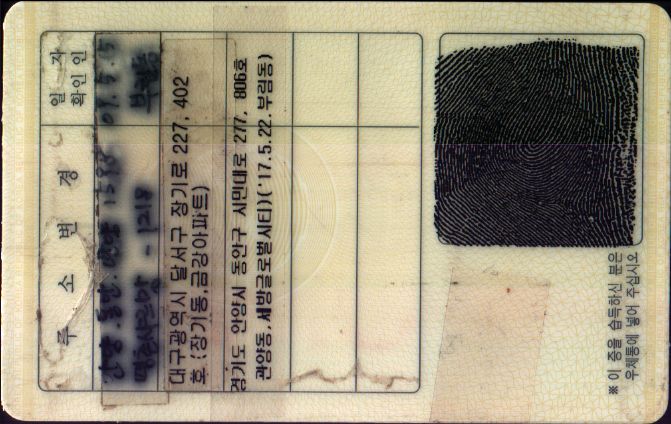 주 소 변 경
일 자
확 인 인
대구광역시 달서구 장기로 227, 402
호 (장기동,금강아파트)
경기도 안양시 동안구 시민대로 277, 806호
관양동,세방글로벌시티)('17.5.22.부림동)
※ 이 증을 습득하신 분은
우체통에 넣어 주십시오